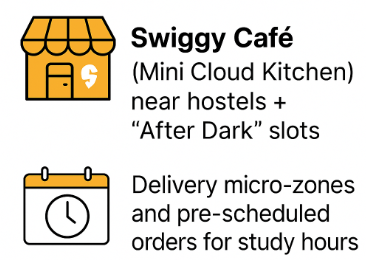 Swiggy Café
(Mini Cloud Kitchen)
near hostels +
“After Dark” slots
Delivery micro-zones
and pre-scheduled
orders for study hours